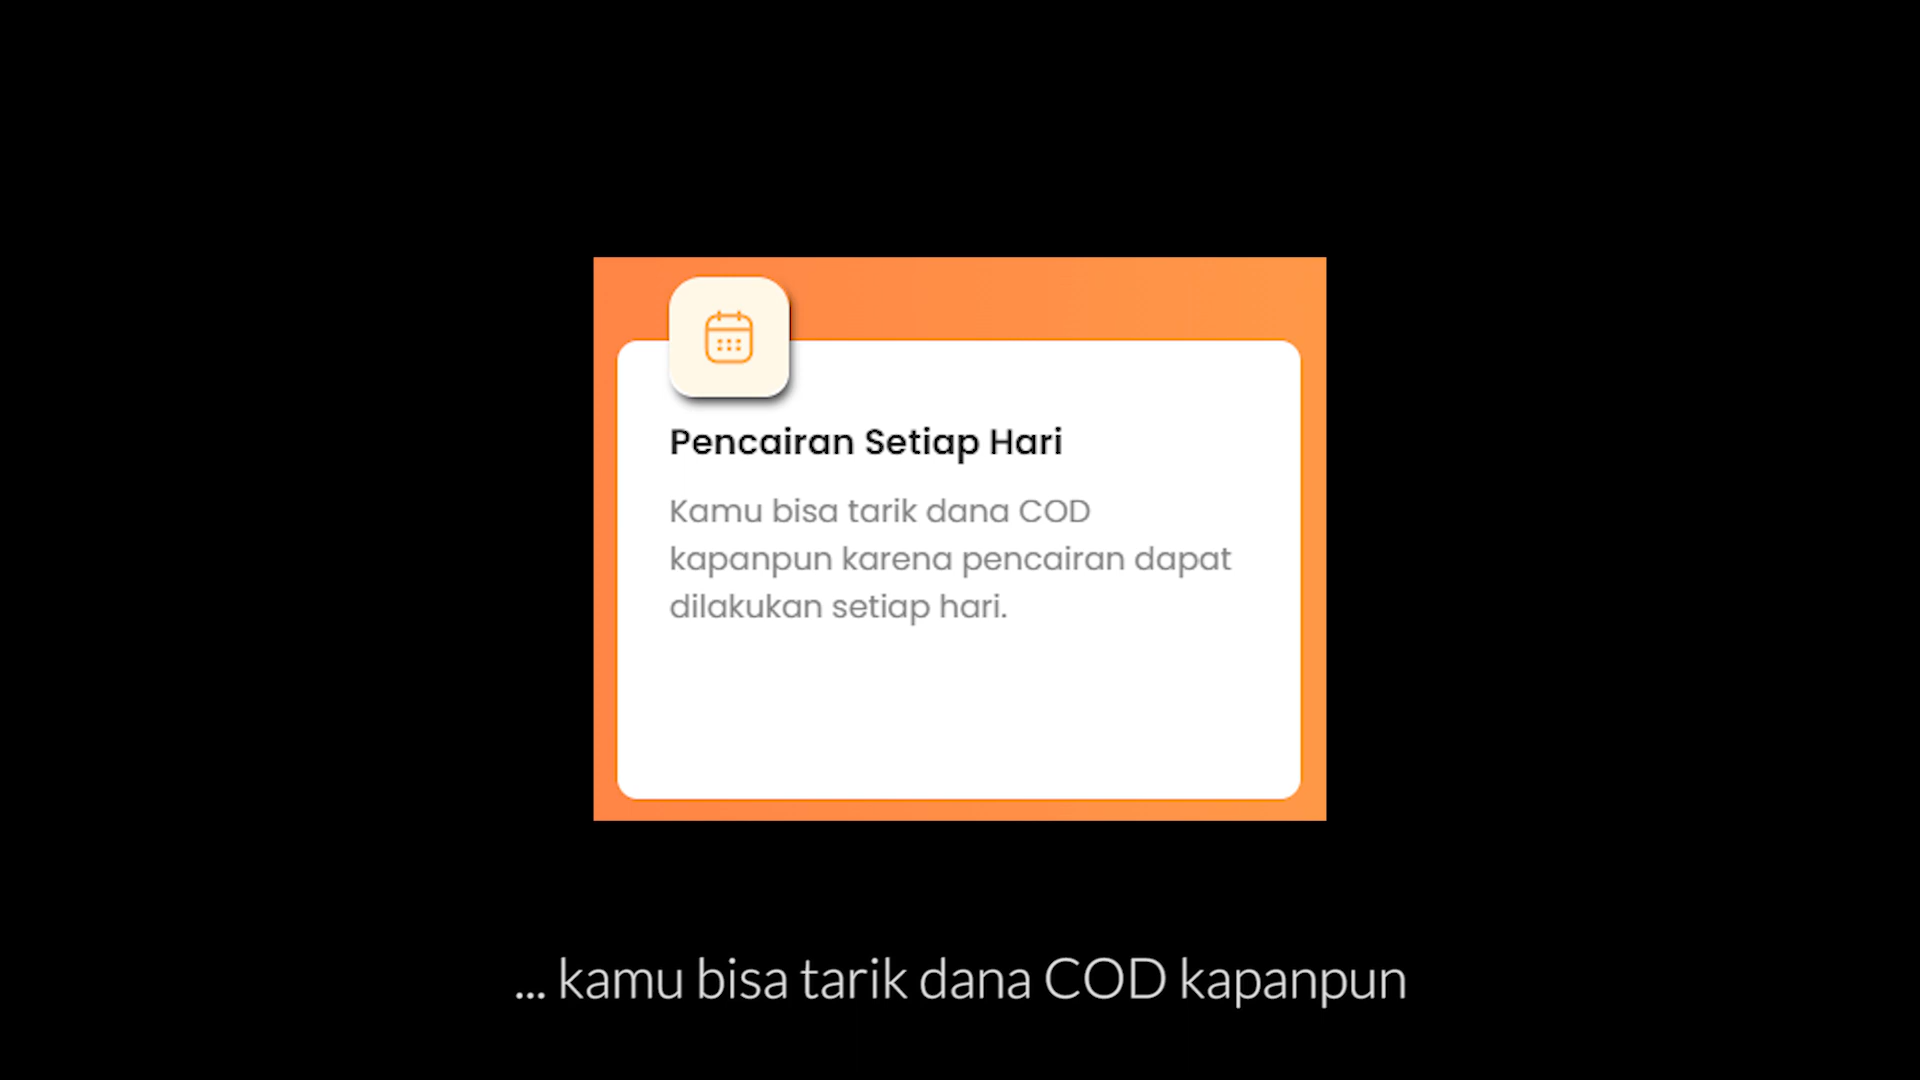 Pencairan Setiap Hari
Kamu bisa tarik dana COD
kapanpun karena pencairan dapat
dilakukan setiap hari.
... kamu bisa tarik dana COD kapanpun